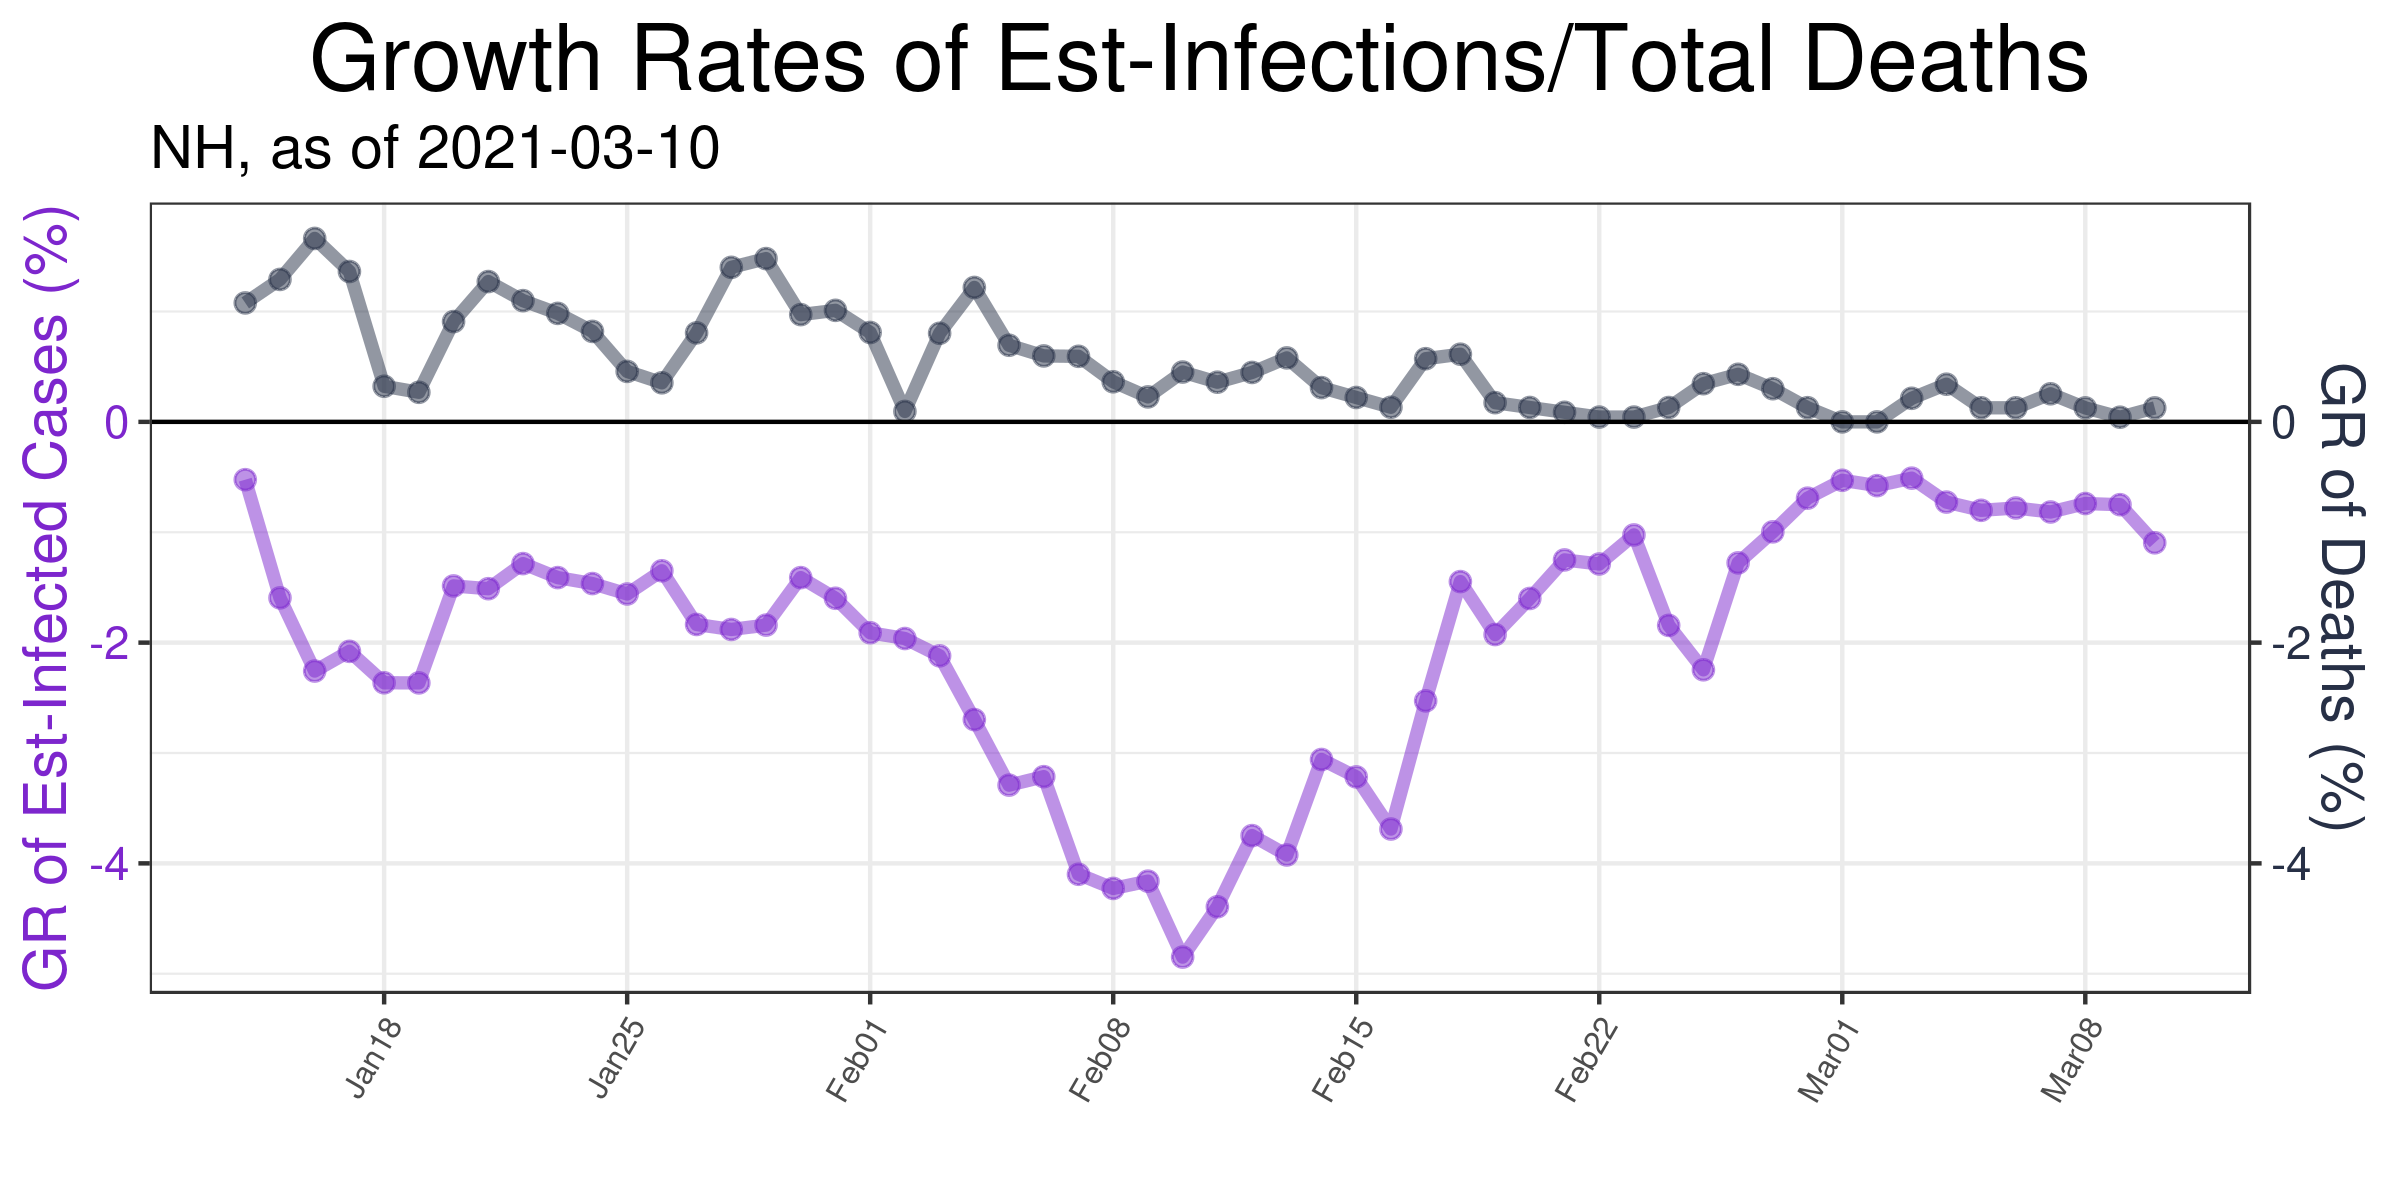 Growth Rates of Est-Infections/Total Deaths
NH, as of 2021-03-10
GR of Est-Infected Cases (%)
0
-2
-4
0
-2
-4
GR of Deaths (%)
Jan18
Jan25
Feb01
Feb08
Feb15
Feb22
Mar01
Mar08